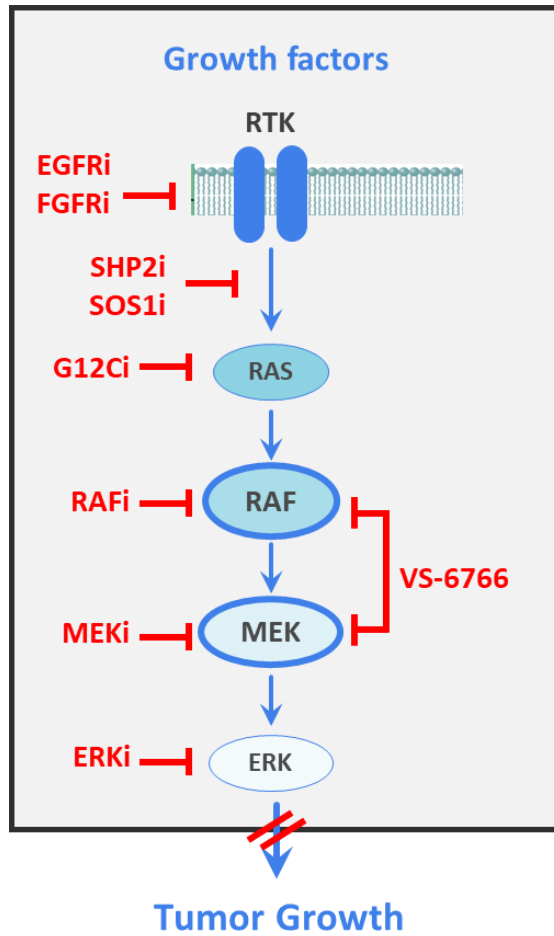 Growth factors
RTK
EGFRi
FGFRi
SHP2i
SOS1i
G12Ci
RAS
RAFi
RAF
VS-6766
MEKi
MEK
ERKi
ERK
Tumor Growth